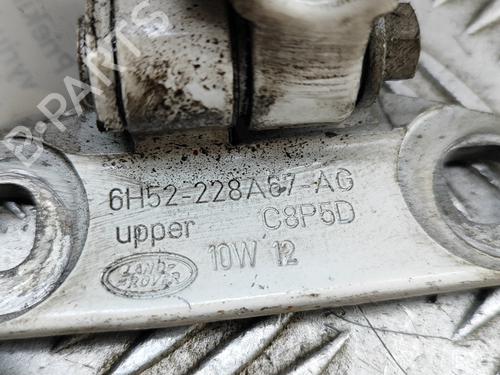 6H52-228A67-AG
upper C8P5D
10W 12
LAND-
ROVER
B-PARTS